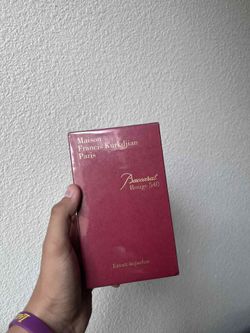 Maison
Francis Kurkdjian
Paris
Baccarat
Rouge 540
Extrait de parfum